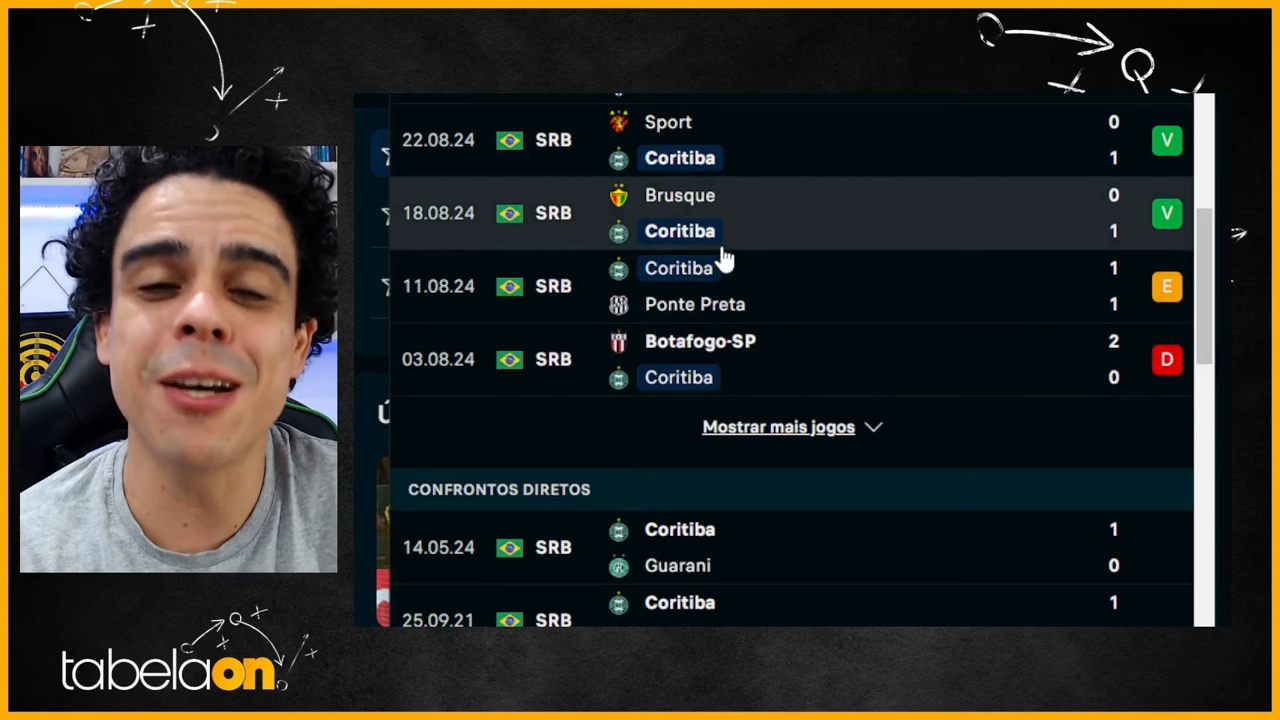 22.08.24 SRB Sport 0
Coritiba 1 V
18.08.24 SRB Brusque 0
Coritiba 1 V
11.08.24 SRB Coritiba 1
Ponte Preta 1 E
03.08.24 SRB Botafogo-SP 2
Coritiba 0 D
Mostrar mais jogos
CONFRONTOS DIRETOS
14.05.24 SRB Coritiba 1
Guarani 0
25.09.21 SRB Coritiba 1
tabelaon